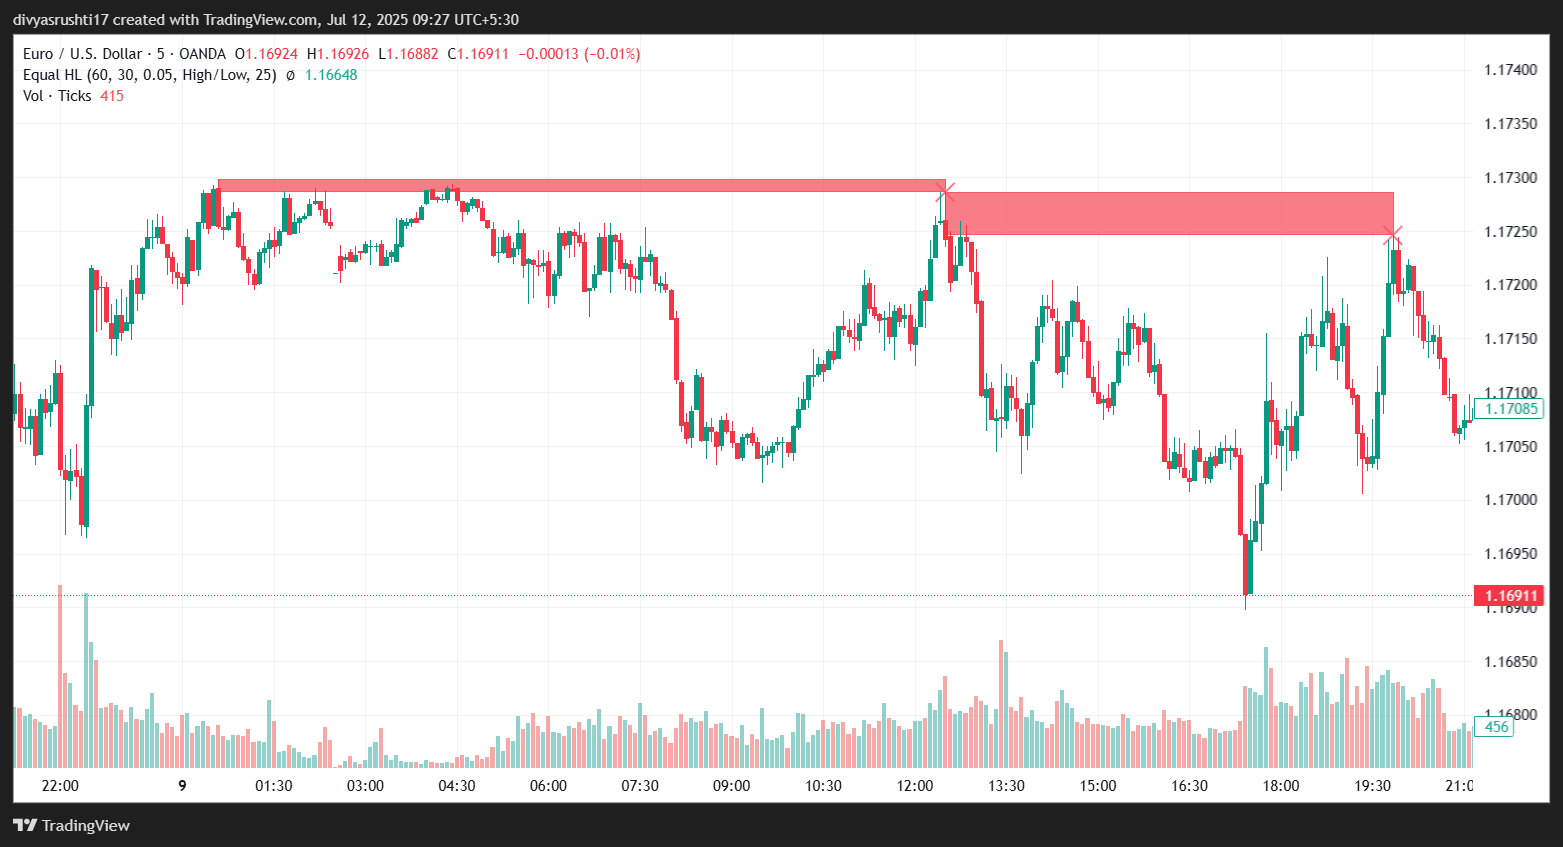 divyasrushti17 created with TradingView.com, Jul 12, 2025 09:27 UTC+5:30
Euro / U.S. Dollar · 5 · OANDA O1.16924 H1.16926 L1.16882 C1.16911 −0.00013 (−0.01%)
Equal HL (60, 30, 0.05, High/Low, 25) ø 1.16648
Vol · Ticks 415
1.17400
1.17350
1.17300
1.17250
1.17200
1.17150
1.17100
1.17085
1.17050
1.17000
1.16950
1.16911
1.16900
1.16850
1.16800
456
22:00 9 01:30 03:00 04:30 06:00 07:30 09:00 10:30 12:00 13:30 15:00 16:30 18:00 19:30 21:0
TradingView